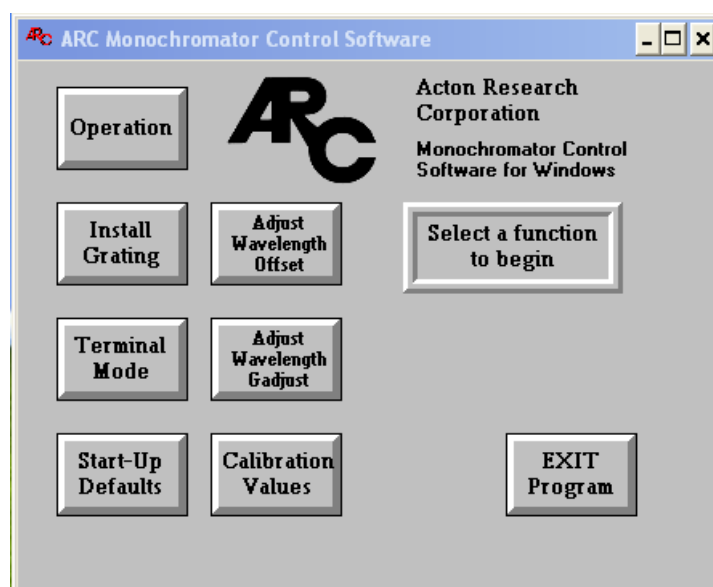 ARC ARC Monochromator Control Software
Operation
ARC
Acton Research
Corporation
Monochromator Control
Software for Windows
Install
Grating
Adjust
Wavelength
Offset
Select a function
to begin
Terminal
Mode
Adjust
Wavelength
Gadjust
Start-Up
Defaults
Calibration
Values
EXIT
Program